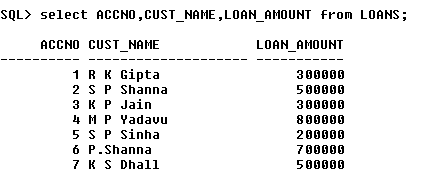 SQL> select ACCNO,CUST_NAME,LOAN_AMOUNT from LOANS;
ACCNO CUST_NAME LOAN_AMOUNT
---------- -------------------- -----------
1 R K Gipta 300000
2 S P Shanna 500000
3 K P Jain 300000
4 M P Yadavu 800000
5 S P Sinha 200000
6 P.Shanna 700000
7 K S Dhall 500000